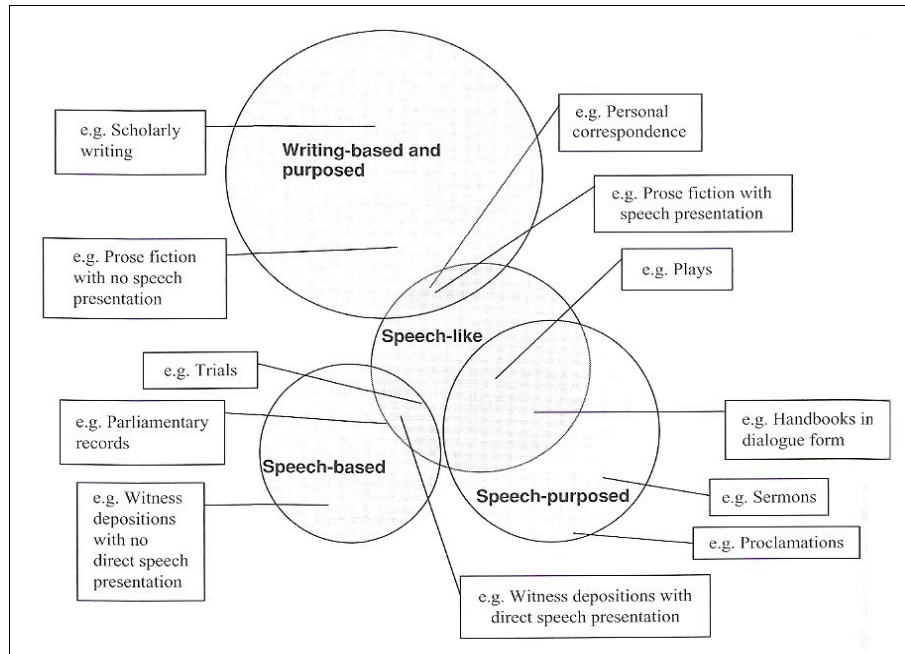 e.g. Scholarly
writing
Writing-based and
purposed
e.g. Personal
correspondence
e.g. Prose fiction with
speech presentation
e.g. Prose fiction
with no speech
presentation
e.g. Plays
Speech-like
e.g. Trials
e.g. Parliamentary
records
Speech-based
e.g. Handbooks in
dialogue form
e.g. Witness
depositions
with no
direct speech
presentation
Speech-purposed
e.g. Sermons
e.g. Proclamations
e.g. Witness depositions with
direct speech presentation